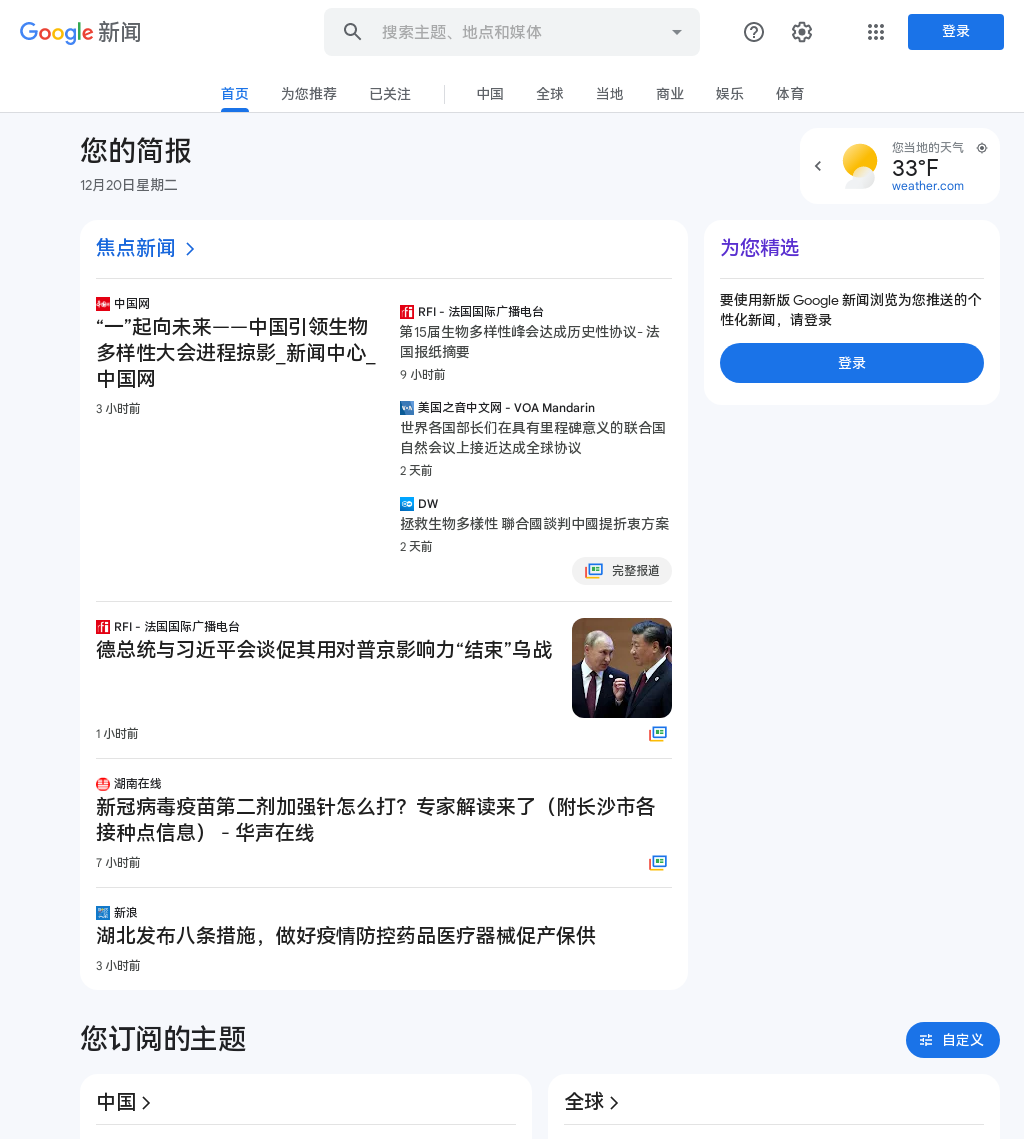 Google 新闻
搜索主题、地点和媒体
登录
首页
为您推荐
已关注
中国
全球
当地
商业
娱乐
体育
您的简报
12月20日星期二
您当地的天气
33°F
weather.com
焦点新闻
中国网
“一”起向未来——中国引领生物
多样性大会进程掠影_新闻中心_
中国网
3 小时前
RFI - 法国国际广播电台
第15届生物多样性峰会达成历史性协议- 法
国报纸摘要
9 小时前
美国之音中文网 - VOA Mandarin
世界各国部长们在具有里程碑意义的联合国
自然会议上接近达成全球协议
2 天前
DW
拯救生物多樣性 聯合國談判中國提折衷方案
2 天前
完整报道
RFI - 法国国际广播电台
德总统与习近平会谈促其用对普京影响力“结束”乌战
1 小时前
湖南在线
新冠病毒疫苗第二剂加强针怎么打？专家解读来了（附长沙市各
接种点信息） - 华声在线
7 小时前
新浪
湖北发布八条措施，做好疫情防控药品医疗器械促产保供
3 小时前
为您精选
要使用新版 Google 新闻浏览为您推送的个
性化新闻，请登录
登录
您订阅的主题
自定义
中国
全球